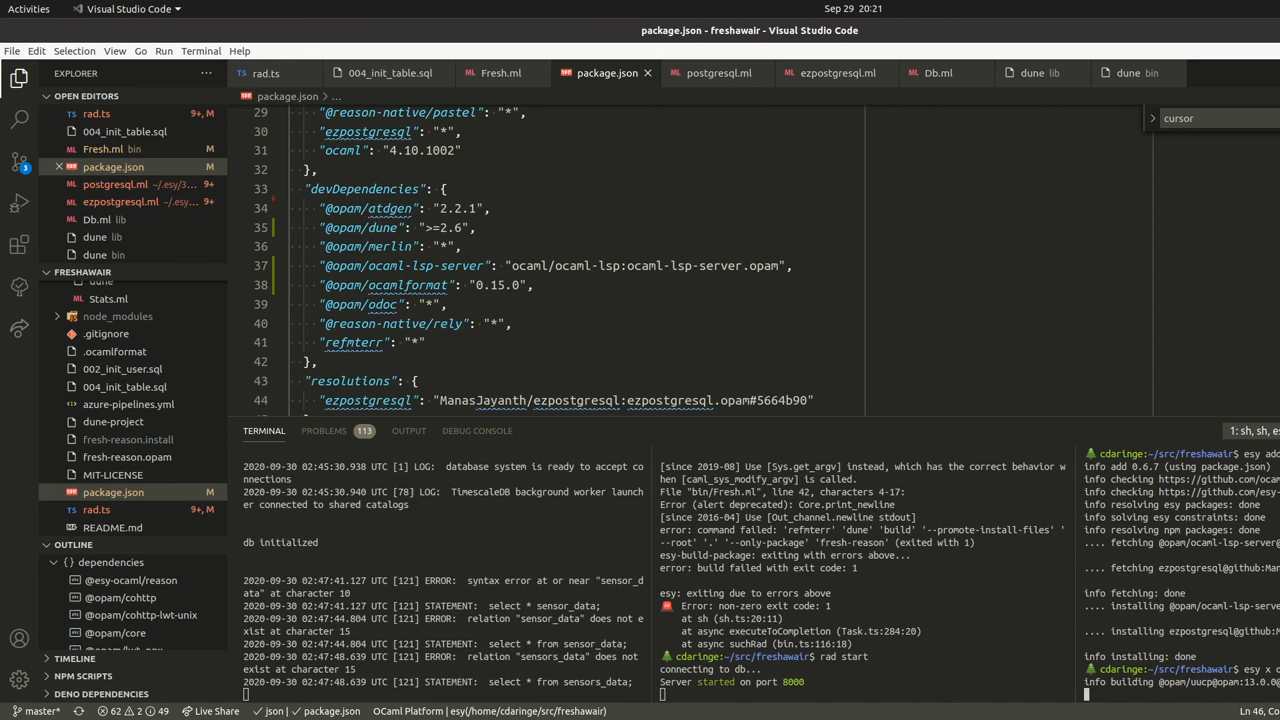 Activities
Visual Studio Code
Sep 29 20:21
package.json - freshawair - Visual Studio Code
File Edit Selection View Go Run Terminal Help
EXPLORER
OPEN EDITORS
rad.ts 9+, M
004_init_table.sql
Fresh.ml bin M
package.json M
postgresql.ml ~/.esy/3... 9+
ezpostgresql.ml ~/.esy... 9+
Db.ml lib
dune lib
dune bin
FRESHAWAIR
dune
Stats.ml
node_modules
.gitignore
.ocamlformat
002_init_user.sql
004_init_table.sql
azure-pipelines.yml
dune-project
fresh-reason.install
fresh-reason.opam
MIT-LICENSE
package.json M
rad.ts 9+, M
README.md
OUTLINE
dependencies
@esy-ocaml/reason
@opam/cohttp
@opam/cohttp-lwt-unix
@opam/core
@opam/lwt_ppx
TIMELINE
NPM SCRIPTS
DENO DEPENDENCIES
rad.ts 004_init_table.sql Fresh.ml package.json postgresql.ml ezpostgresql.ml Db.ml dune lib dune bin
package.json > ...
cursor
29 "@reason-native/pastel": "*",
30 "ezpostgresql": "*",
31 "ocaml": "4.10.1002"
32 },
33 "devDependencies": {
34 "@opam/atdgen": "2.2.1",
35 "@opam/dune": ">=2.6",
36 "@opam/merlin": "*",
37 "@opam/ocaml-lsp-server": "ocaml/ocaml-lsp:ocaml-lsp-server.opam",
38 "@opam/ocamlformat": "0.15.0",
39 "@opam/odoc": "*",
40 "@reason-native/rely": "*",
41 "refmterr": "*"
42 },
43 "resolutions": {
44 "ezpostgresql": "ManasJayanth/ezpostgresql:ezpostgresql.opam#5664b90"
TERMINAL PROBLEMS 113 OUTPUT DEBUG CONSOLE
1: sh, sh, es
2020-09-30 02:45:30.938 UTC [1] LOG:  database system is ready to accept co
nnections
2020-09-30 02:45:30.940 UTC [78] LOG:  TimescaleDB background worker launch
er connected to shared catalogs
db initialized
2020-09-30 02:47:41.127 UTC [121] ERROR:  syntax error at or near "sensor_d
ata" at character 10
2020-09-30 02:47:41.127 UTC [121] STATEMENT:  select * sensor_data;
2020-09-30 02:47:44.804 UTC [121] ERROR:  relation "sensor_data" does not e
xist at character 15
2020-09-30 02:47:44.804 UTC [121] STATEMENT:  select * from sensor_data;
2020-09-30 02:47:48.639 UTC [121] ERROR:  relation "sensors_data" does not
exist at character 15
2020-09-30 02:47:48.639 UTC [121] STATEMENT:  select * from sensors_data;
[since 2019-08] Use [Sys.get_argv] instead, which has the correct behavior w
hen [caml_sys_modify_argv] is called.
File "bin/Fresh.ml", line 42, characters 4-17:
Error (alert deprecated): Core.print_newline
[since 2016-04] Use [Out_channel.newline stdout]
error: command failed: 'refmterr' 'dune' 'build' '--promote-install-files' '
--root' '.' '--only-package' 'fresh-reason' (exited with 1)
esy-build-package: exiting with errors above...
error: build failed with exit code: 1
esy: exiting due to errors above
Error: non-zero exit code: 1
at sh (sh.ts:20:11)
at async executeToCompletion (Task.ts:284:20)
at async suchRad (bin.ts:116:18)
cdaringe:~/src/freshawair$ rad start
connecting to db...
Server started on port 8000
cdaringe:~/src/freshawair$ esy add
info add 0.6.7 (using package.json)
info checking https://github.com/ocam
info checking https://github.com/Mana
info resolving esy packages: done
info solving esy constraints: done
info resolving npm packages: done
.... fetching @opam/ocaml-lsp-server@
.... fetching ezpostgresql@github:Man
info fetching: done
.... installing @opam/ocaml-lsp-serve
.... installing ezpostgresql@github:M
info installing: done
cdaringe:~/src/freshawair$ esy x o
info building @opam/uucp@opam:13.0.0@
master* 62 2 49 Live Share json package.json OCaml Platform esy(/home/cdaringe/src/freshawair) Ln 46, Co